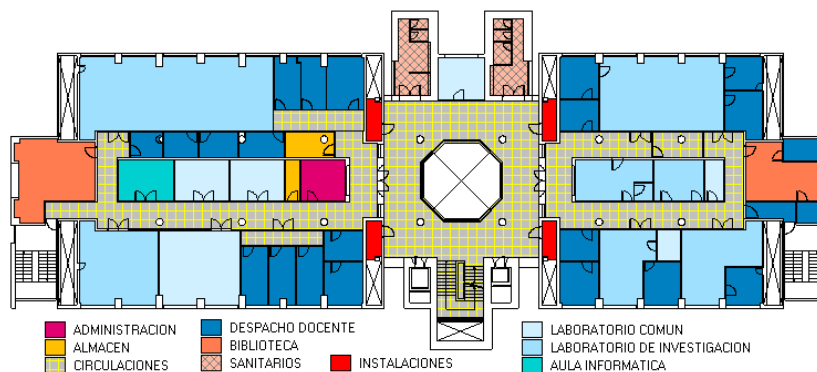 ADMINISTRACION
ALMACEN
CIRCULACIONES
DESPACHO DOCENTE
BIBLIOTECA
SANITARIOS
INSTALACIONES
LABORATORIO COMUN
LABORATORIO DE INVESTIGACION
AULA INFORMATICA